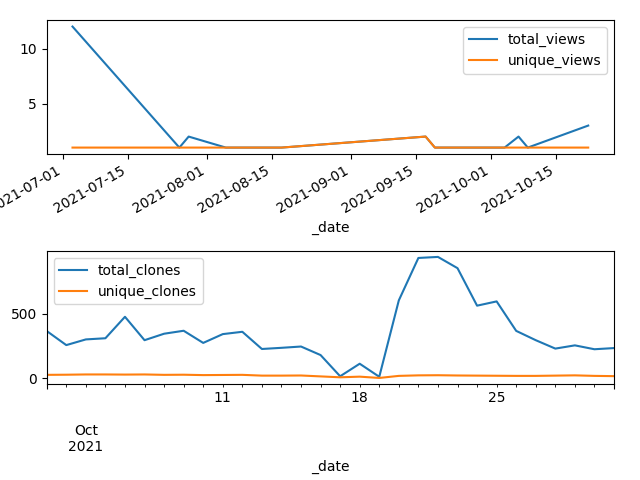 10
5
total_views
unique_views
2021-07-01
2021-07-15
2021-08-01
2021-08-15
2021-09-01
2021-09-15
2021-10-01
2021-10-15
_date
total_clones
unique_clones
500
0
11
18
25
Oct
2021
_date